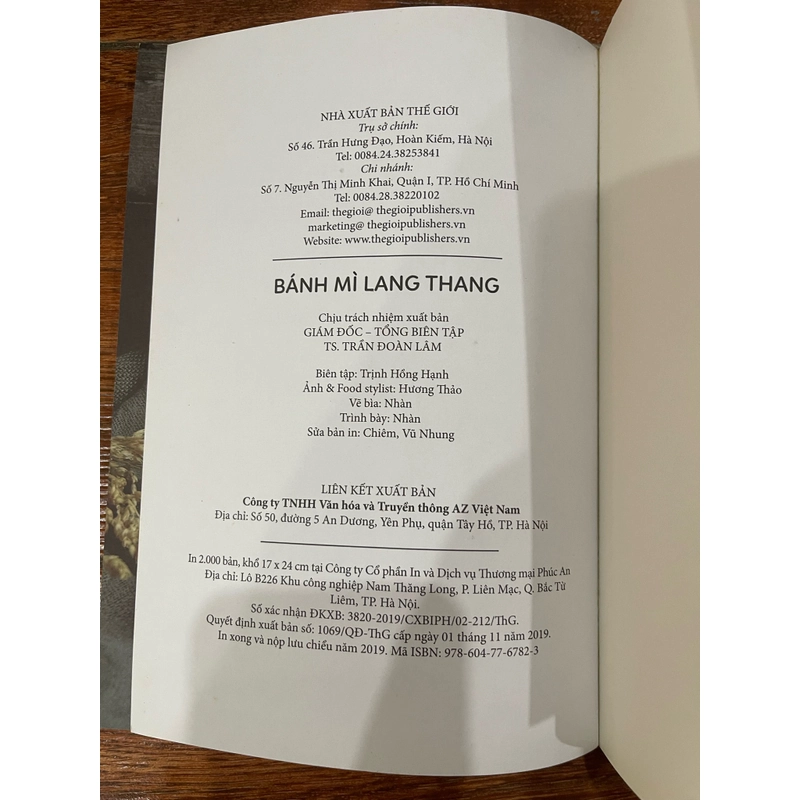 NHÀ XUẤT BẢN THẾ GIỚI
Trụ sở chính:
Số 46. Trần Hưng Đạo, Hoàn Kiếm, Hà Nội
Tel: 0084.24.38253841
Chi nhánh:
Số 7. Nguyễn Thị Minh Khai, Quận I, TP. Hồ Chí Minh
Tel: 0084.28.38220102
Email: thegioi@ thegioipublishers.vn
marketing@ thegioipublishers.vn
Website: www.thegioipublishers.vn
BÁNH MÌ LANG THANG
Chịu trách nhiệm xuất bản
GIÁM ĐỐC – TỔNG BIÊN TẬP
TS. TRẦN ĐOÀN LÂM
Biên tập: Trịnh Hồng Hạnh
Ảnh & Food stylist: Hương Thảo
Vẽ bìa: Nhàn
Trình bày: Nhàn
Sửa bản in: Chiêm, Vũ Nhung
LIÊN KẾT XUẤT BẢN
Công ty TNHH Văn hóa và Truyền thông AZ Việt Nam
Địa chỉ: Số 50, đường 5 An Dương, Yên Phụ, quận Tây Hồ, TP. Hà Nội
In 2.000 bản, khổ 17 x 24 cm tại Công ty Cổ phần In và Dịch vụ Thương mại Phúc An
Địa chỉ: Lô B226 Khu công nghiệp Nam Thăng Long, P. Liên Mạc, Q. Bắc Từ
Liêm, TP. Hà Nội.
Số xác nhận ĐKXB: 3820-2019/CXBIPH/02-212/ThG.
Quyết định xuất bản số: 1069/QĐ-ThG cấp ngày 01 tháng 11 năm 2019.
In xong và nộp lưu chiểu năm 2019. Mã ISBN: 978-604-77-6782-3